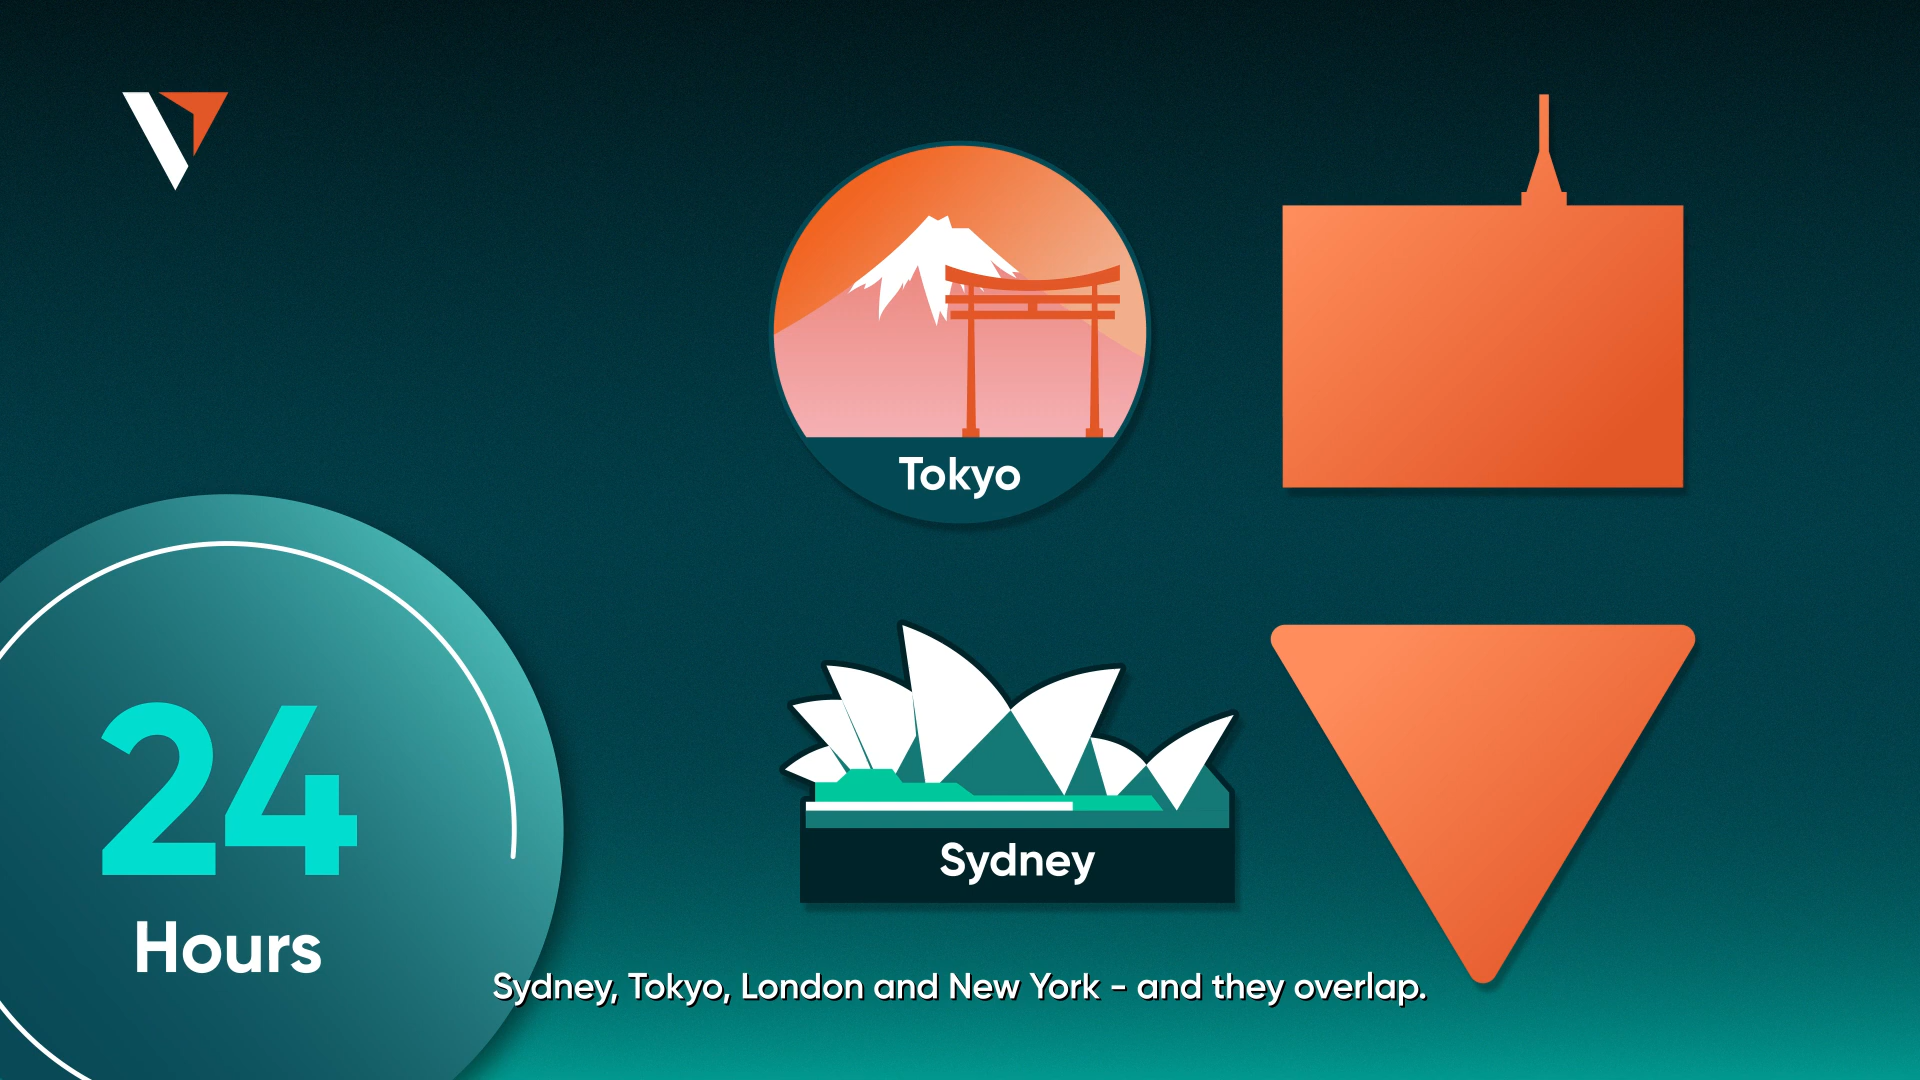 Tokyo
Sydney
24
Hours
Sydney, Tokyo, London and New York - and they overlap.